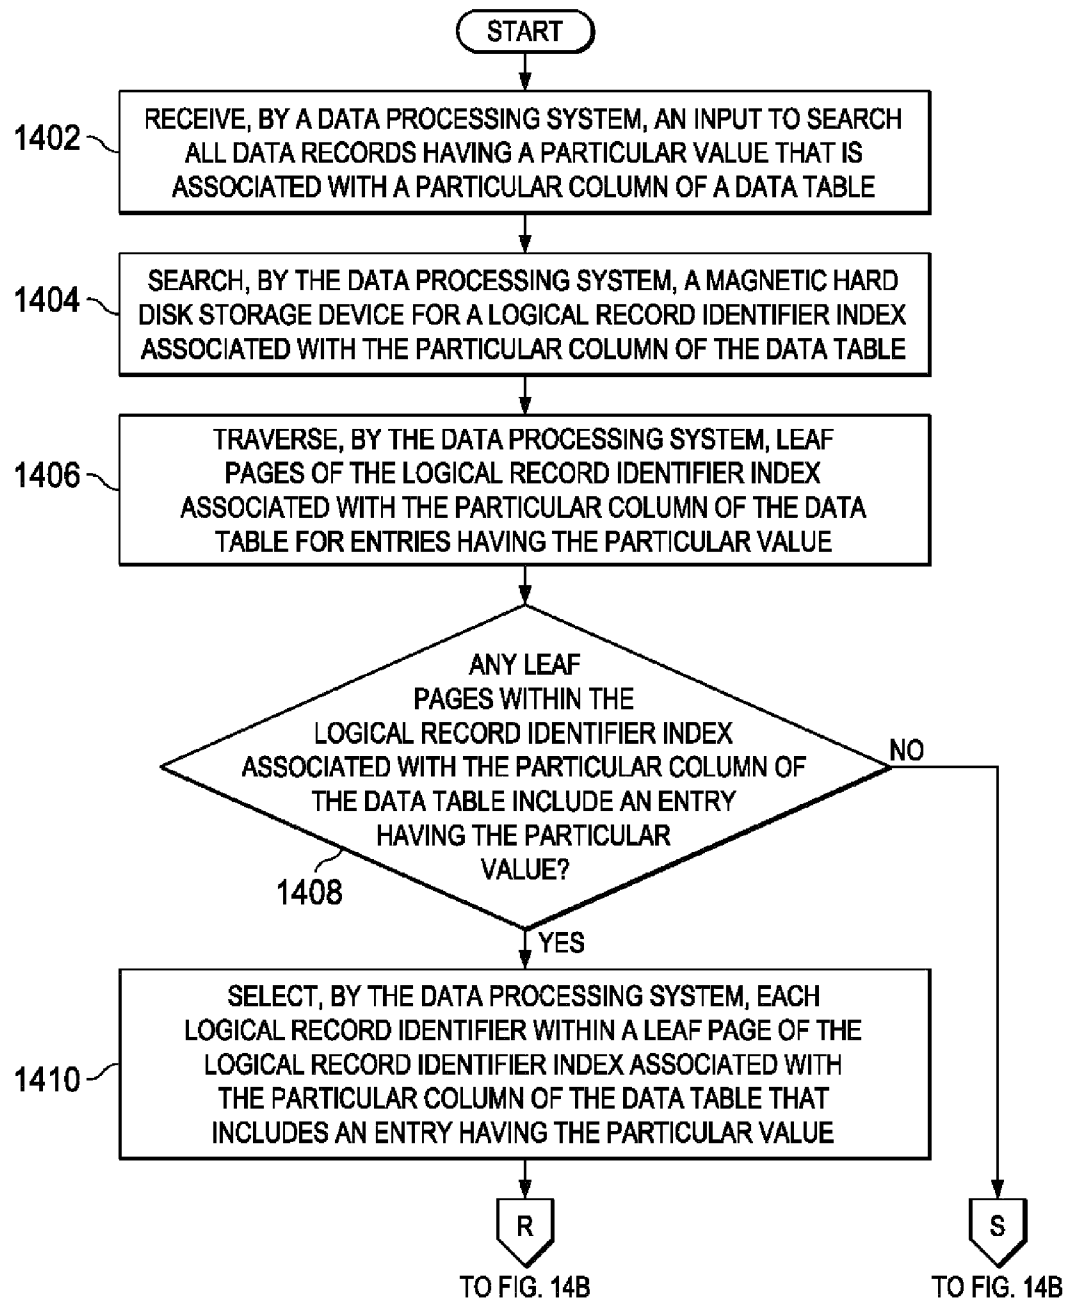 START
1402
RECEIVE, BY A DATA PROCESSING SYSTEM, AN INPUT TO SEARCH
ALL DATA RECORDS HAVING A PARTICULAR VALUE THAT IS
ASSOCIATED WITH A PARTICULAR COLUMN OF A DATA TABLE
1404
SEARCH, BY THE DATA PROCESSING SYSTEM, A MAGNETIC HARD
DISK STORAGE DEVICE FOR A LOGICAL RECORD IDENTIFIER INDEX
ASSOCIATED WITH THE PARTICULAR COLUMN OF THE DATA TABLE
1406
TRAVERSE, BY THE DATA PROCESSING SYSTEM, LEAF
PAGES OF THE LOGICAL RECORD IDENTIFIER INDEX
ASSOCIATED WITH THE PARTICULAR COLUMN OF THE DATA
TABLE FOR ENTRIES HAVING THE PARTICULAR VALUE
ANY LEAF
PAGES WITHIN THE
LOGICAL RECORD IDENTIFIER INDEX
ASSOCIATED WITH THE PARTICULAR COLUMN OF
THE DATA TABLE INCLUDE AN ENTRY
HAVING THE PARTICULAR
VALUE?
NO
1408
YES
1410
SELECT, BY THE DATA PROCESSING SYSTEM, EACH
LOGICAL RECORD IDENTIFIER WITHIN A LEAF PAGE OF THE
LOGICAL RECORD IDENTIFIER INDEX ASSOCIATED WITH
THE PARTICULAR COLUMN OF THE DATA TABLE THAT
INCLUDES AN ENTRY HAVING THE PARTICULAR VALUE
R
TO FIG. 14B
S
TO FIG. 14B